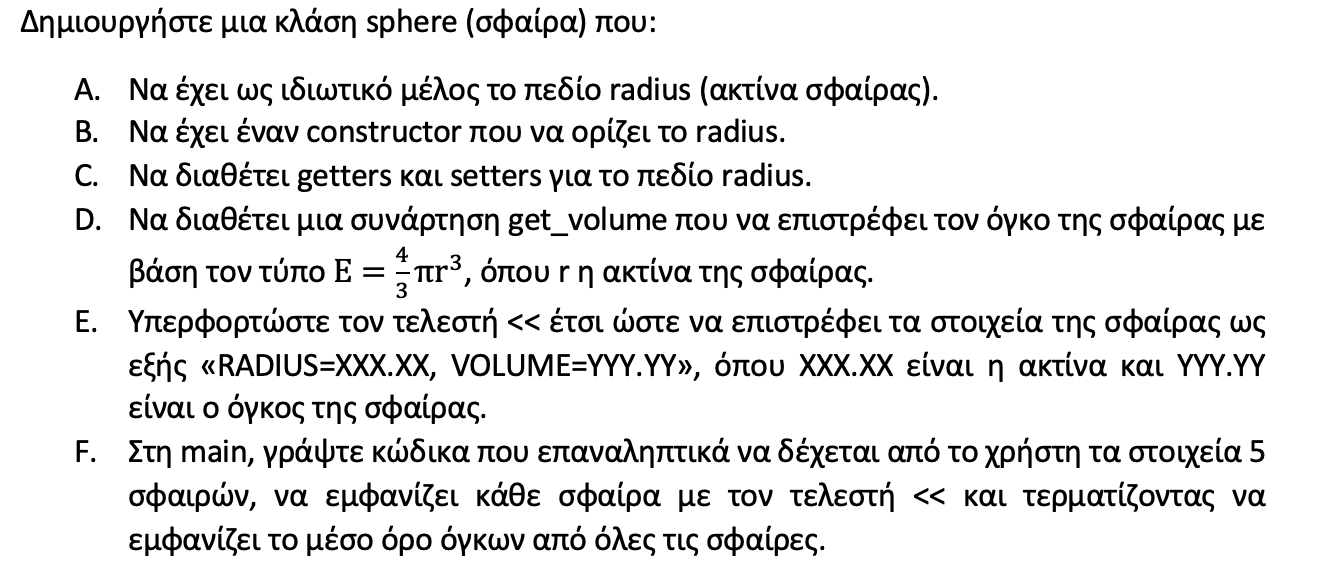 Δημιουργήστε μια κλάση sphere (σφαίρα) που:
A. Να έχει ως ιδιωτικό μέλος το πεδίο radius (ακτίνα σφαίρας).
B. Να έχει έναν constructor που να ορίζει το radius.
C. Να διαθέτει getters και setters για το πεδίο radius.
D. Να διαθέτει μια συνάρτηση get_volume που να επιστρέφει τον όγκο της σφαίρας με
βάση τον τύπο E = 4/3 πr³, όπου r η ακτίνα της σφαίρας.
E. Υπερφορτώστε τον τελεστή << έτσι ώστε να επιστρέφει τα στοιχεία της σφαίρας ως
εξής «RADIUS=XXX.XX, VOLUME=YYY.YY», όπου XXX.XX είναι η ακτίνα και YYY.YY
είναι ο όγκος της σφαίρας.
F. Στη main, γράψτε κώδικα που επαναληπτικά να δέχεται από το χρήστη τα στοιχεία 5
σφαιρών, να εμφανίζει κάθε σφαίρα με τον τελεστή << και τερματίζοντας να
εμφανίζει το μέσο όρο όγκων από όλες τις σφαίρες.